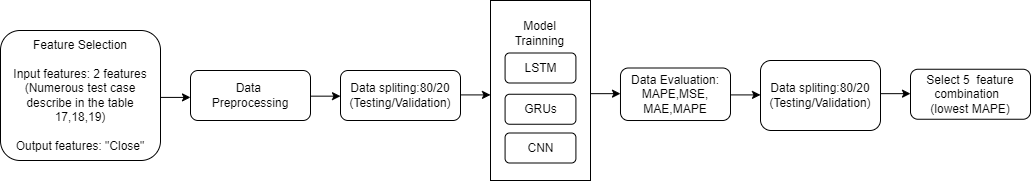 Feature Selection
Input features: 2 features
(Numerous test case
describe in the table
17,18,19)
Output features: "Close"
Data
Preprocessing
Data spliting:80/20
(Testing/Validation)
Model
Trainning
LSTM
GRUs
CNN
Data Evaluation:
MAPE,MSE,
MAE,MAPE
Data spliting:80/20
(Testing/Validation)
Select 5 feature
combination
(lowest MAPE)